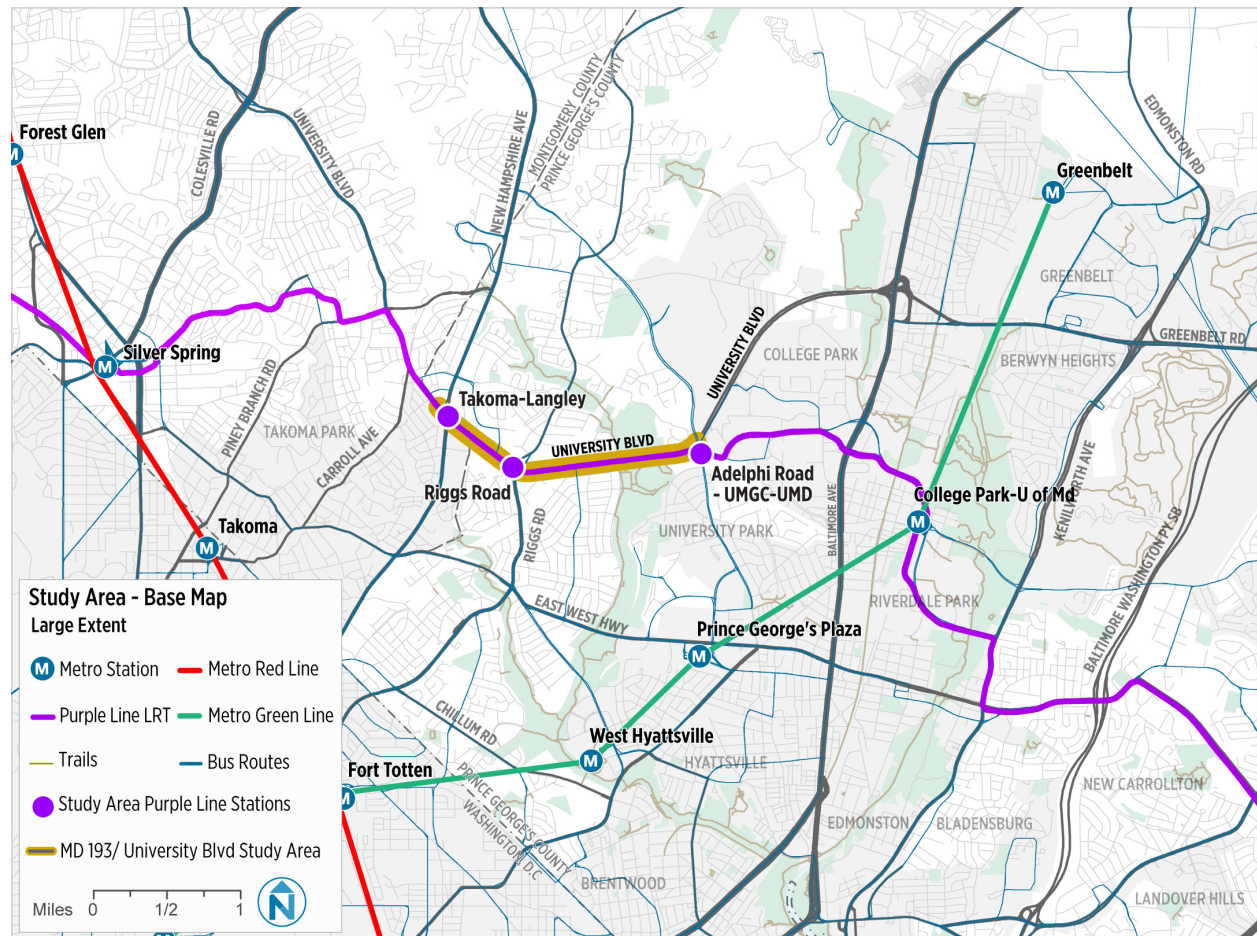 Forest Glen
COLESVILLE RD
UNIVERSITY BLVD
NEW HAMPSHIRE AVE
MONTGOMERY COUNTY
PRINCE GEORGE'S COUNTY
EDMONSTON RD
Greenbelt
GREENBELT
GREENBELT RD
Silver Spring
UNIVERSITY BLVD
COLLEGE PARK
BERWYN HEIGHTS
PINEY BRANCH RD
TAKOMA PARK
CARROLL AVE
Takoma-Langley
UNIVERSITY BLVD
Riggs Road
Adelphi Road
- UMGC-UMD
College Park-U of Md
KENILWORTH AVE
BALTIMORE AVE
UNIVERSITY PARK
Takoma
RIGGS RD
BALTIMORE WASHINGTON PY SB
RIVERDALE PARK
EAST WEST HWY
Prince George's Plaza
CHILLUM RD
West Hyattsville
HYATTSVILLE
Fort Totten
PRINCE GEORGE'S COUNTY
WASHINGTON, D.C
NEW CARROLLTON
EDMONSTON
BLADENSBURG
BRENTWOOD
LANDOVER HILLS
Study Area - Base Map
Large Extent
M Metro Station
Metro Red Line
Purple Line LRT
Metro Green Line
Trails
Bus Routes
Study Area Purple Line Stations
MD 193/ University Blvd Study Area
Miles 0 1/2 1
N